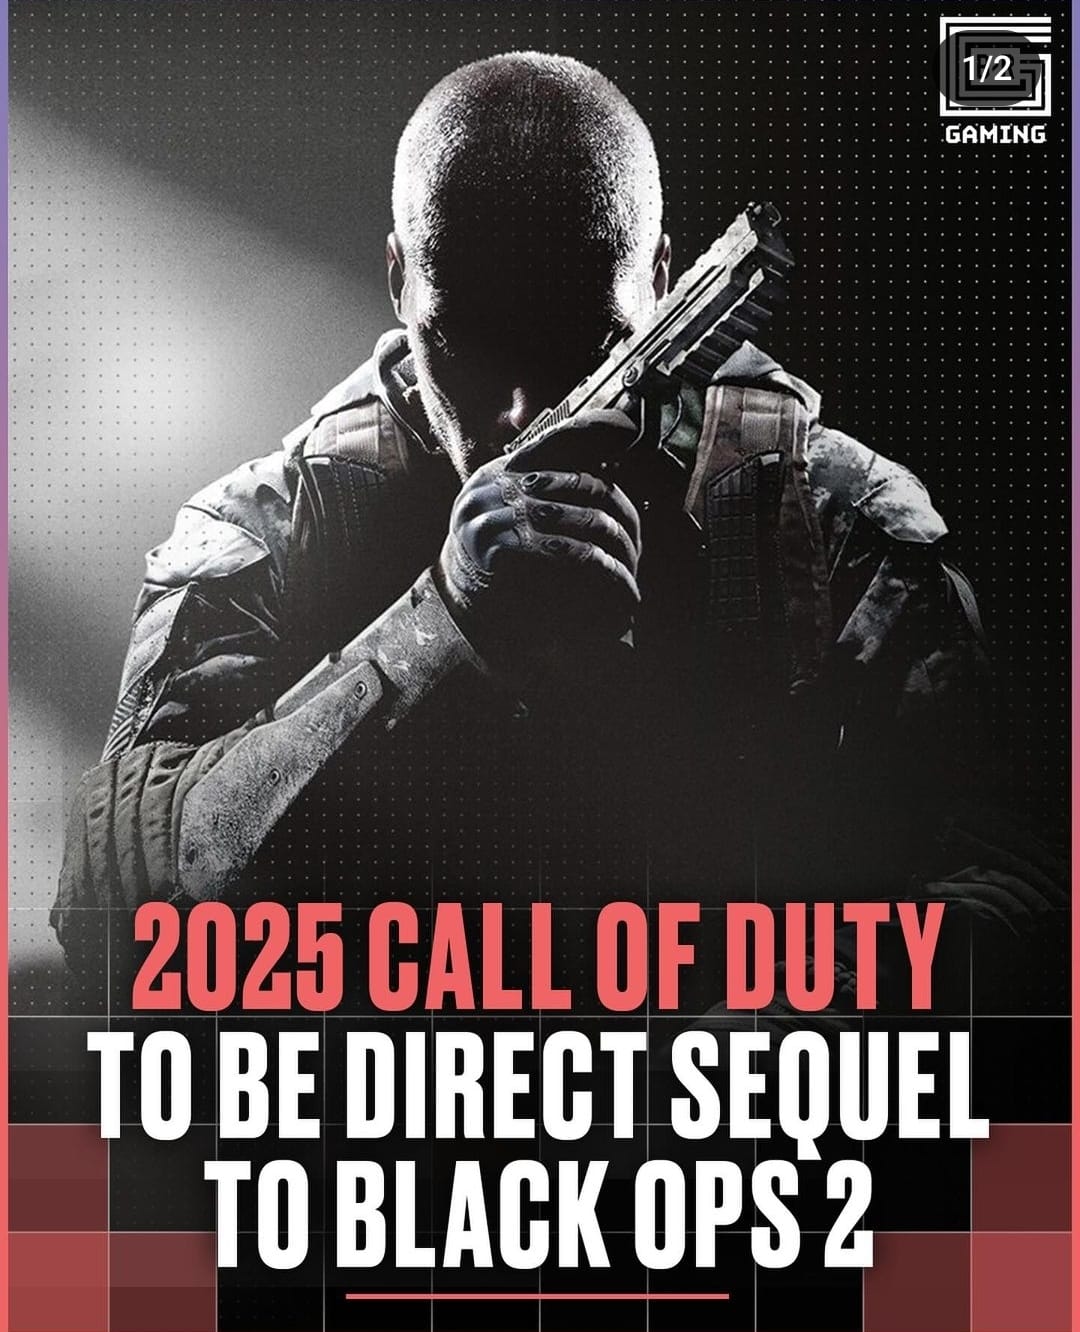 1/2
GAMING
2025 CALL OF DUTY
TO BE DIRECT SEQUEL
TO BLACK OPS 2